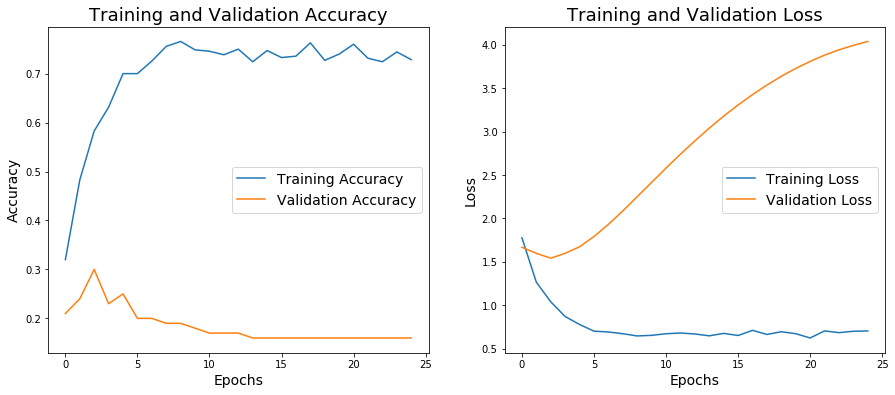 Training and Validation Accuracy
Accuracy
0.7
0.6
0.5
0.4
0.3
0.2
Training Accuracy
Validation Accuracy
0
5
10
15
20
25
Epochs
Training and Validation Loss
Loss
4.0
3.5
3.0
2.5
2.0
1.5
1.0
0.5
Training Loss
Validation Loss
0
5
10
15
20
25
Epochs